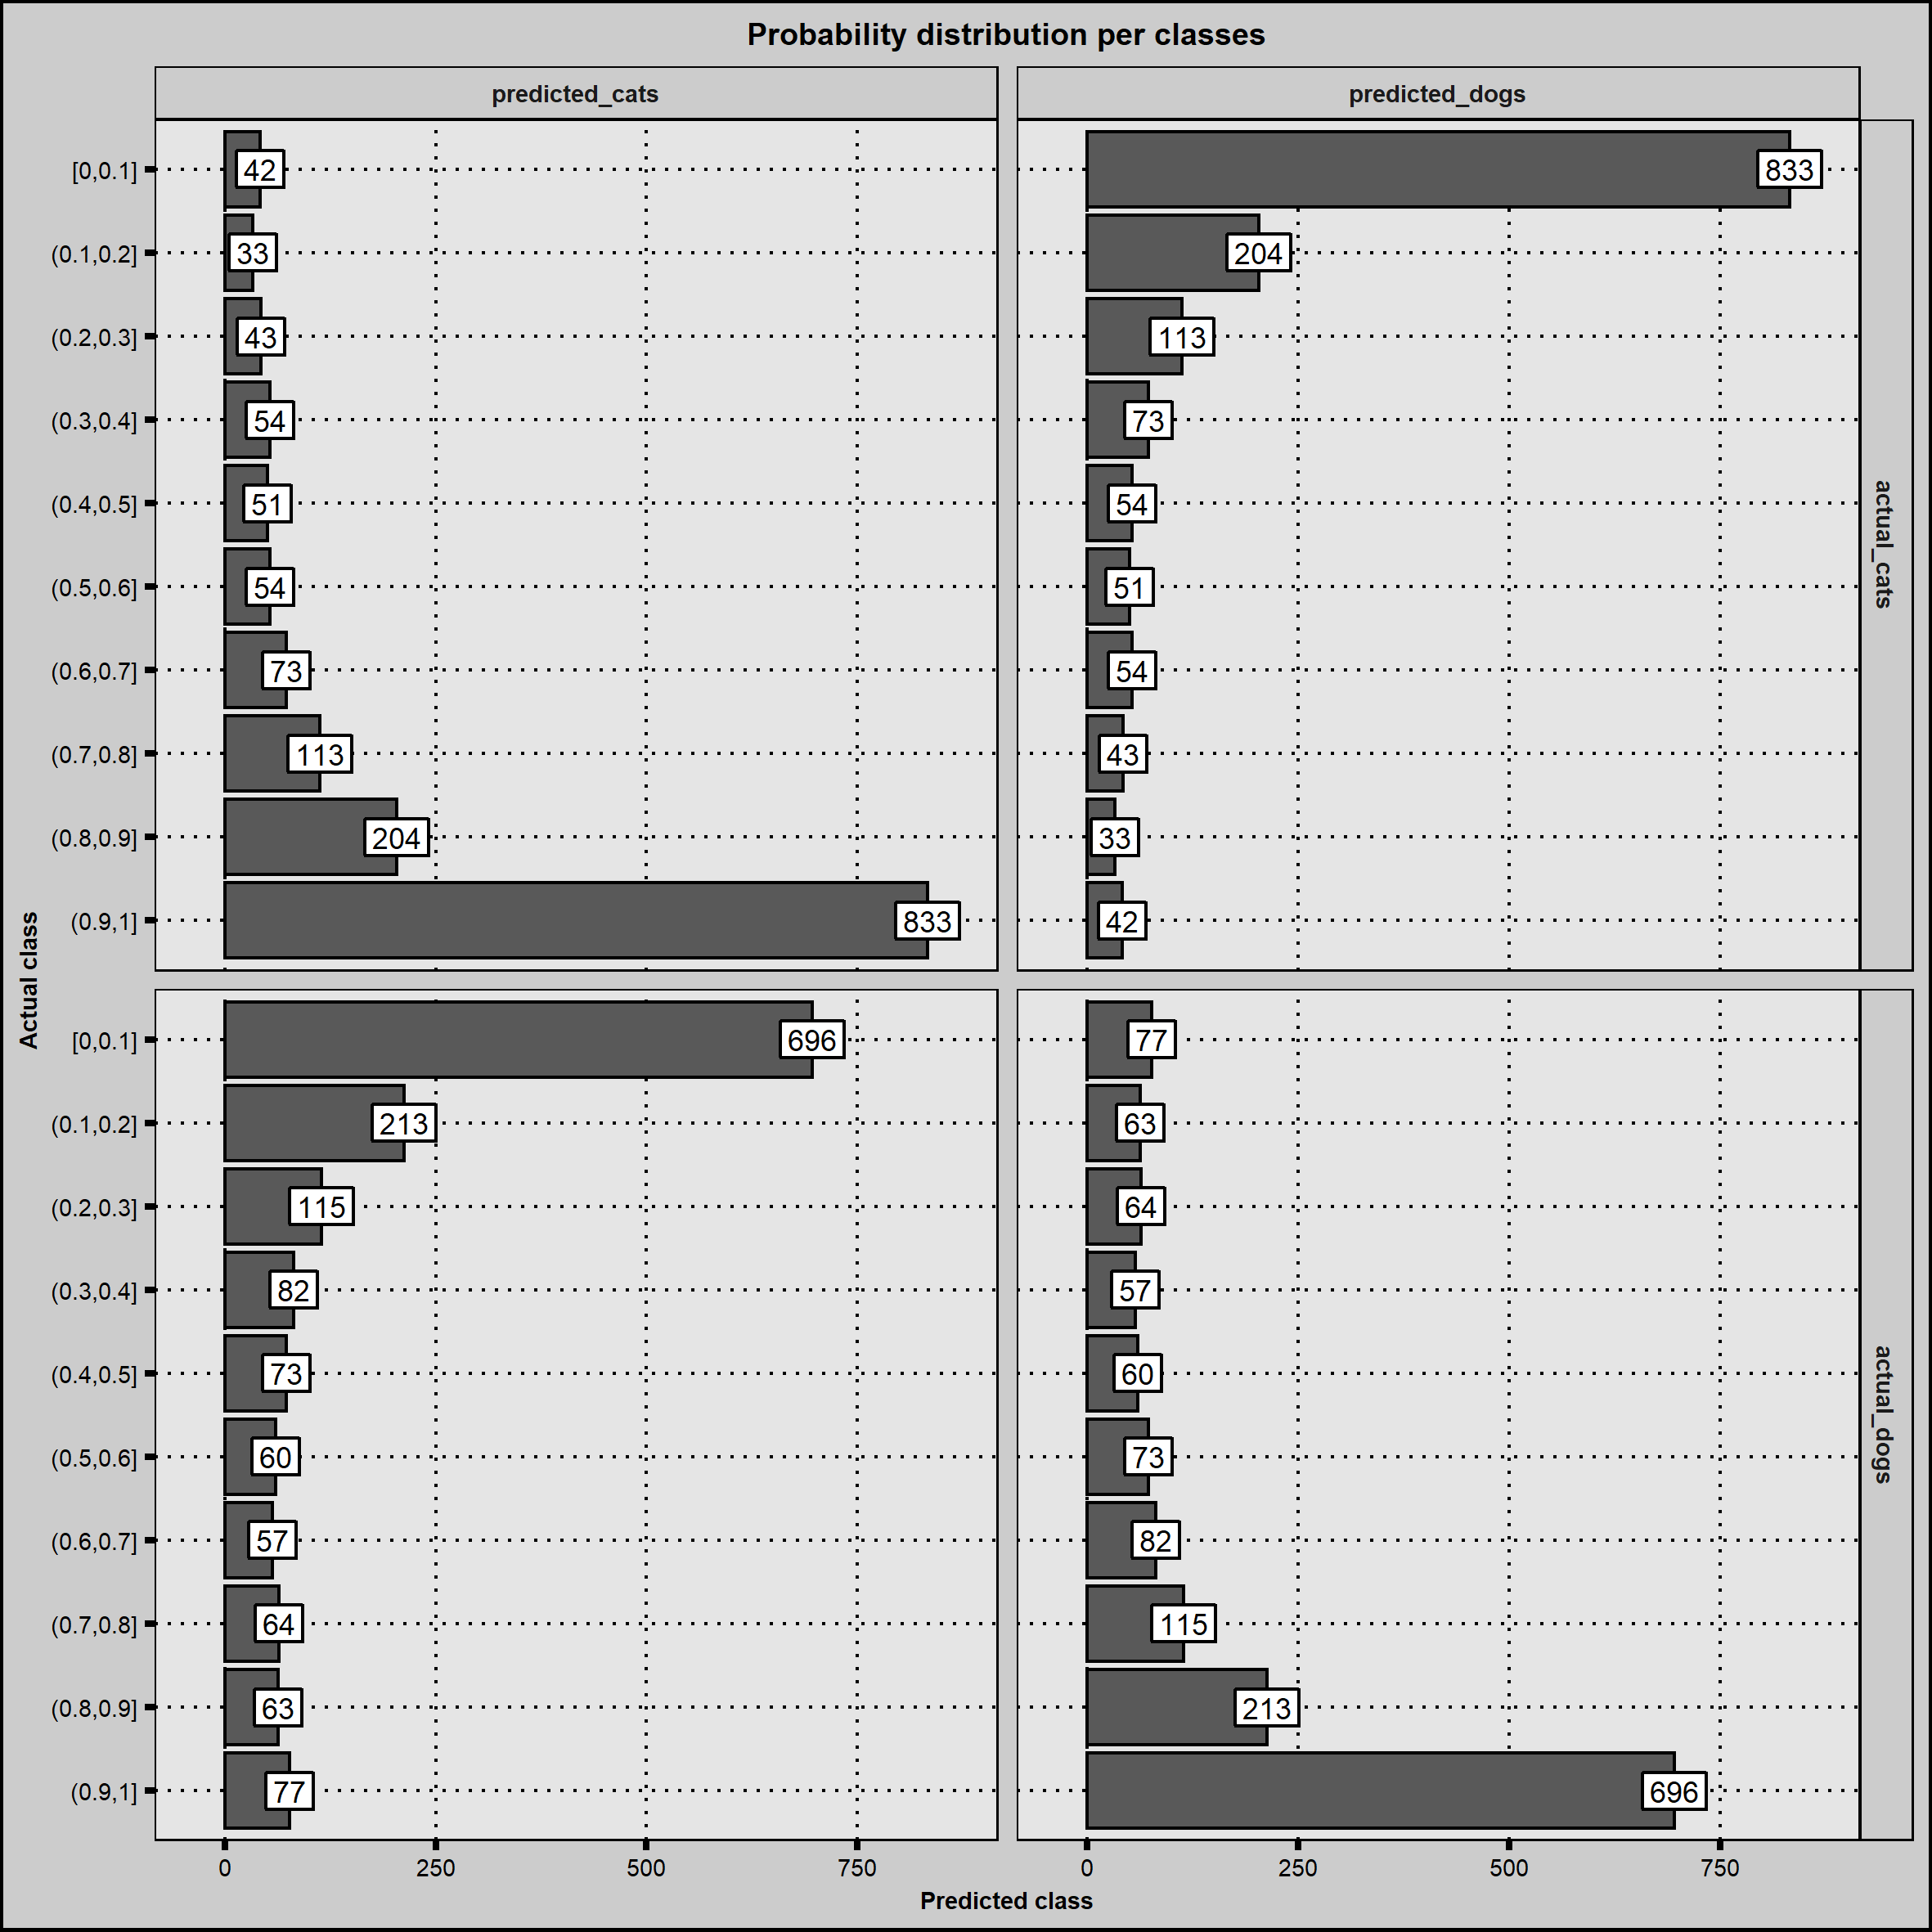 Probability distribution per classes
predicted_cats
predicted_dogs
Actual class
actual_cats
[0,0.1] 42 833
(0.1,0.2] 33 204
(0.2,0.3] 43 113
(0.3,0.4] 54 73
(0.4,0.5] 51 54
(0.5,0.6] 54 51
(0.6,0.7] 73 54
(0.7,0.8] 113 43
(0.8,0.9] 204 33
(0.9,1] 833 42
actual_dogs
[0,0.1] 696 77
(0.1,0.2] 213 63
(0.2,0.3] 115 64
(0.3,0.4] 82 57
(0.4,0.5] 73 60
(0.5,0.6] 60 73
(0.6,0.7] 57 82
(0.7,0.8] 64 115
(0.8,0.9] 63 213
(0.9,1] 77 696
0 250 500 750 0 250 500 750
Predicted class